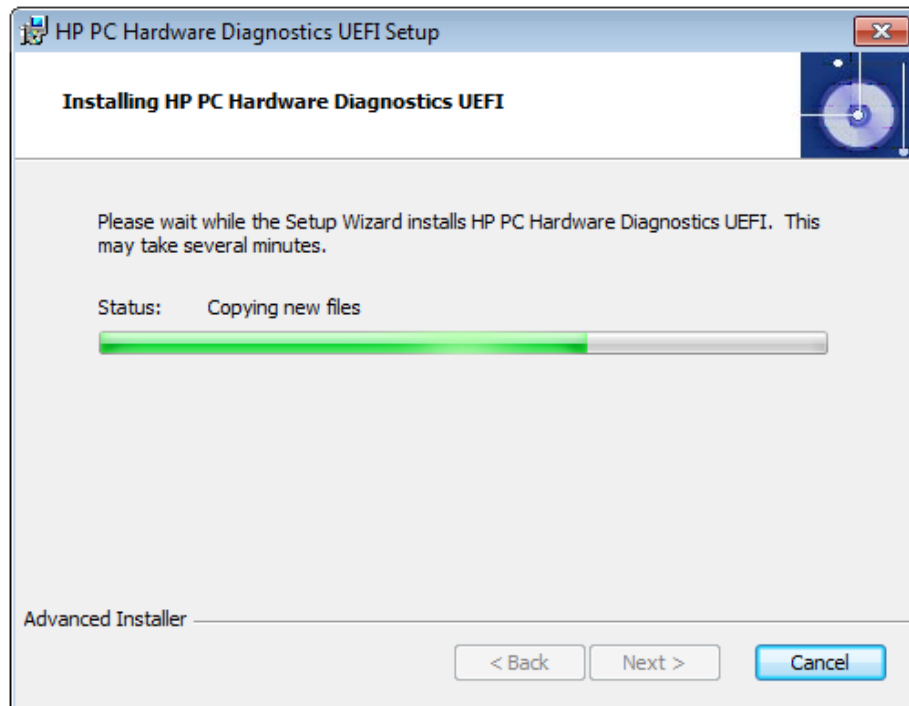 HP PC Hardware Diagnostics UEFI Setup
Installing HP PC Hardware Diagnostics UEFI
Please wait while the Setup Wizard installs HP PC Hardware Diagnostics UEFI. This
may take several minutes.
Status: Copying new files
Advanced Installer
< Back Next > Cancel